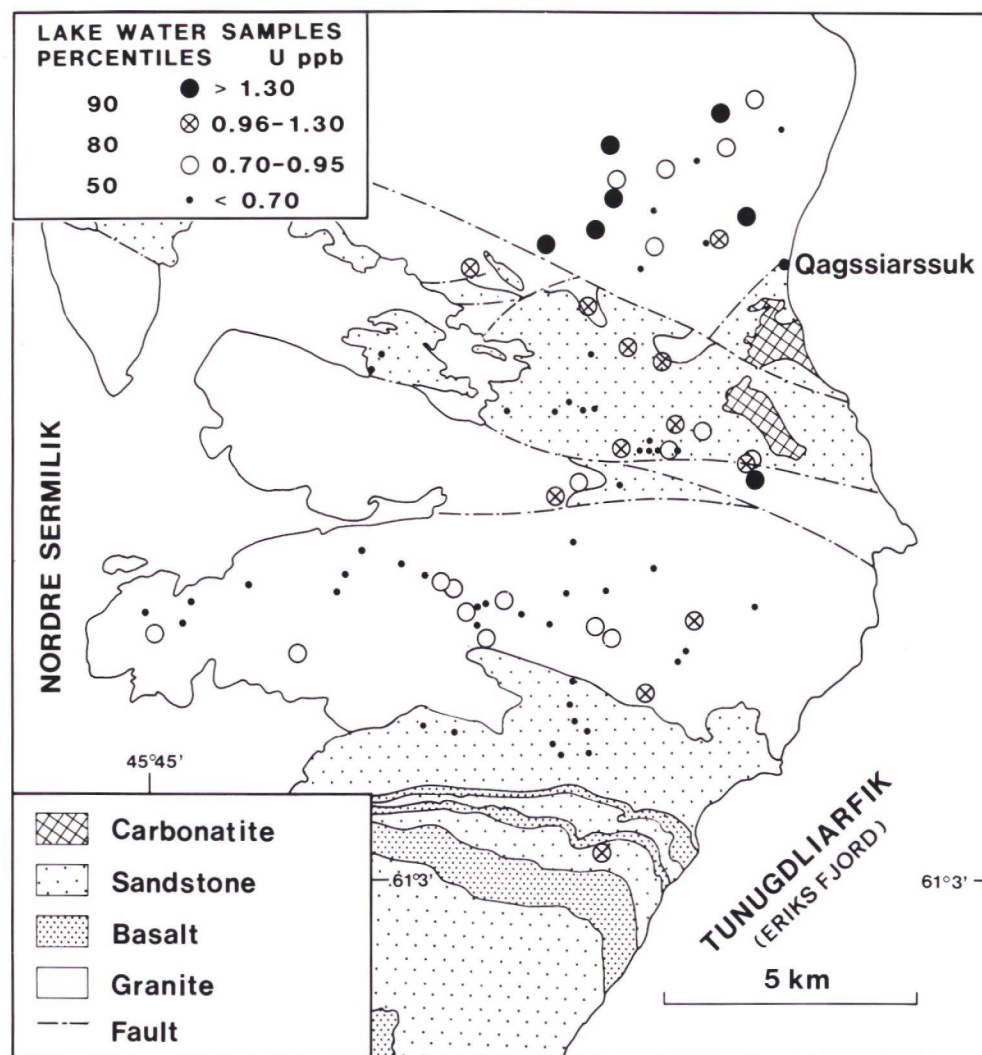 LAKE WATER SAMPLES
PERCENTILES U ppb
> 1.30
90
0.96–1.30
80
0.70–0.95
50
< 0.70
Qagssiarssuk
NORDRE SERMILIK
45°45'
61°3'
61°3'
TUNUGDLIARFIK
(ERIKS FJORD)
5 km
Carbonatite
Sandstone
Basalt
Granite
Fault